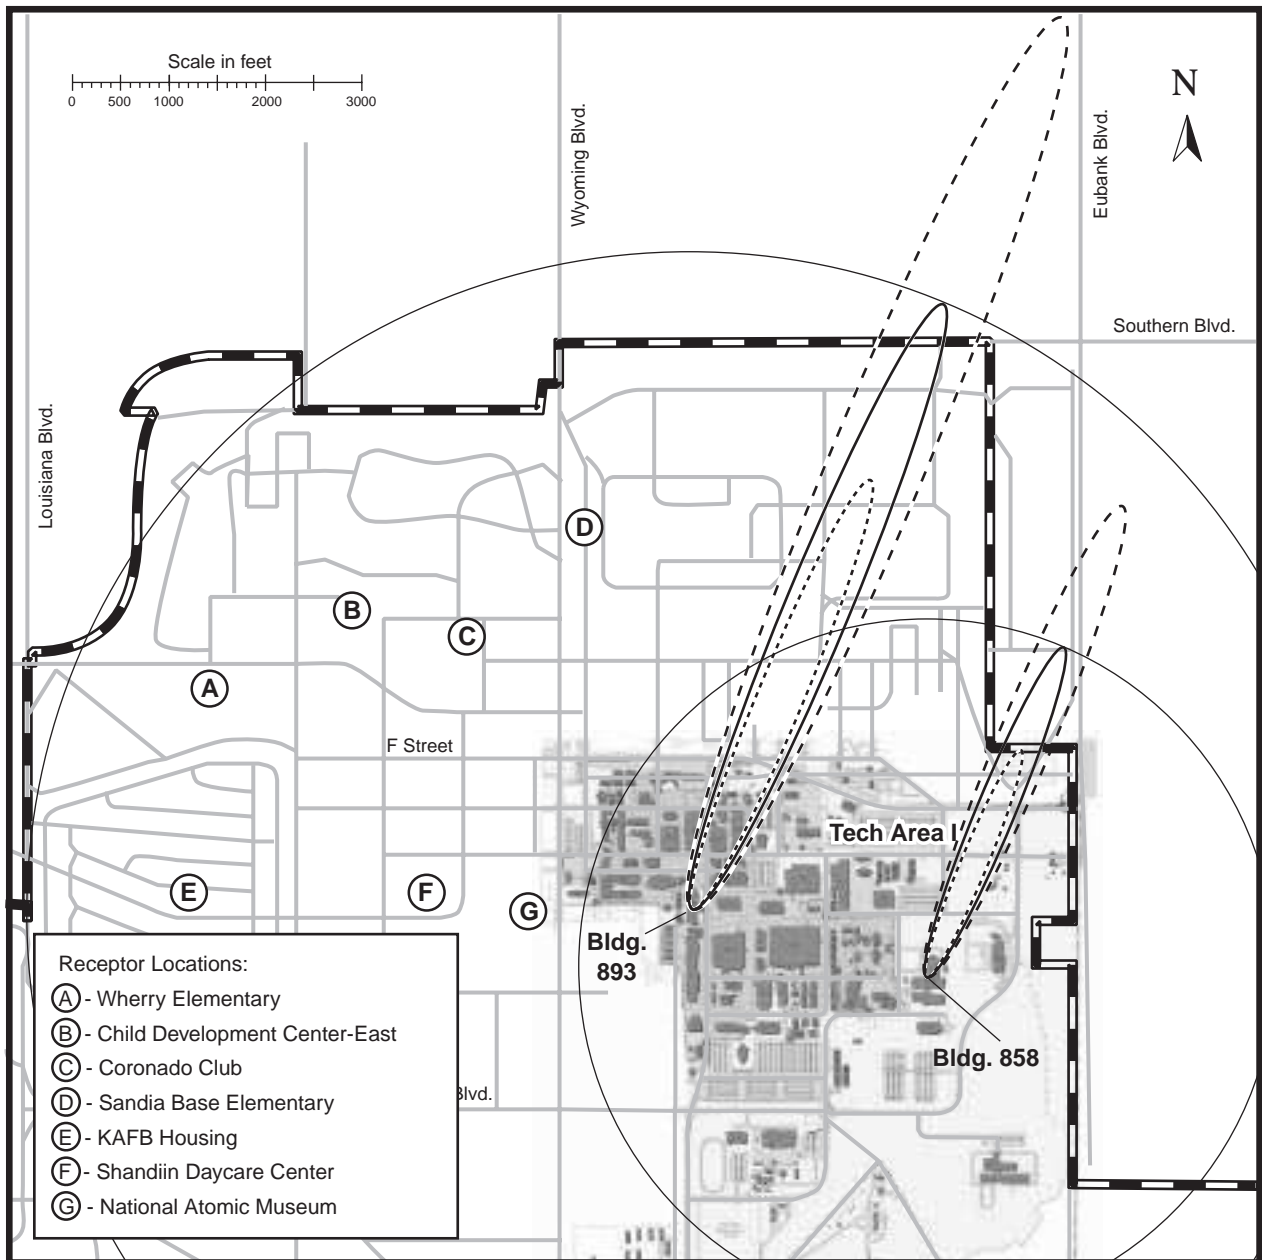 Scale in feet
0 500 1000 2000 3000
N
Wyoming Blvd.
Eubank Blvd.
Southern Blvd.
Louisiana Blvd.
D
B
C
A
F Street
Tech Area I
E
F
G
Bldg.
893
Bldg. 858
Blvd.
Receptor Locations:
A - Wherry Elementary
B - Child Development Center-East
C - Coronado Club
D - Sandia Base Elementary
E - KAFB Housing
F - Shandiin Daycare Center
G - National Atomic Museum